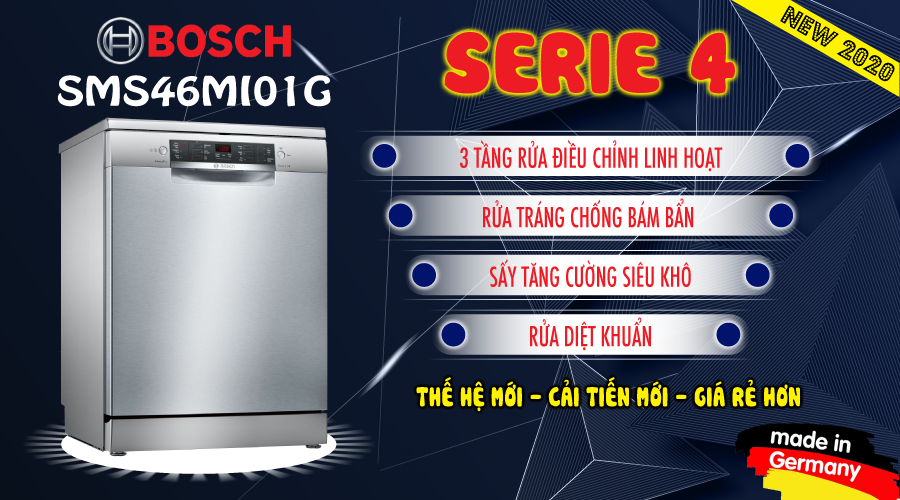 BOSCH
SMS46MI01G
SERIE 4
NEW 2020
BOSCH
3 TẦNG RỬA ĐIỀU CHỈNH LINH HOẠT
RỬA TRÁNG CHỐNG BÁM BẨN
SẤY TĂNG CƯỜNG SIÊU KHÔ
RỬA DIỆT KHUẨN
THẾ HỆ MỚI - CẢI TIẾN MỚI - GIÁ RẺ HƠN
made in
Germany